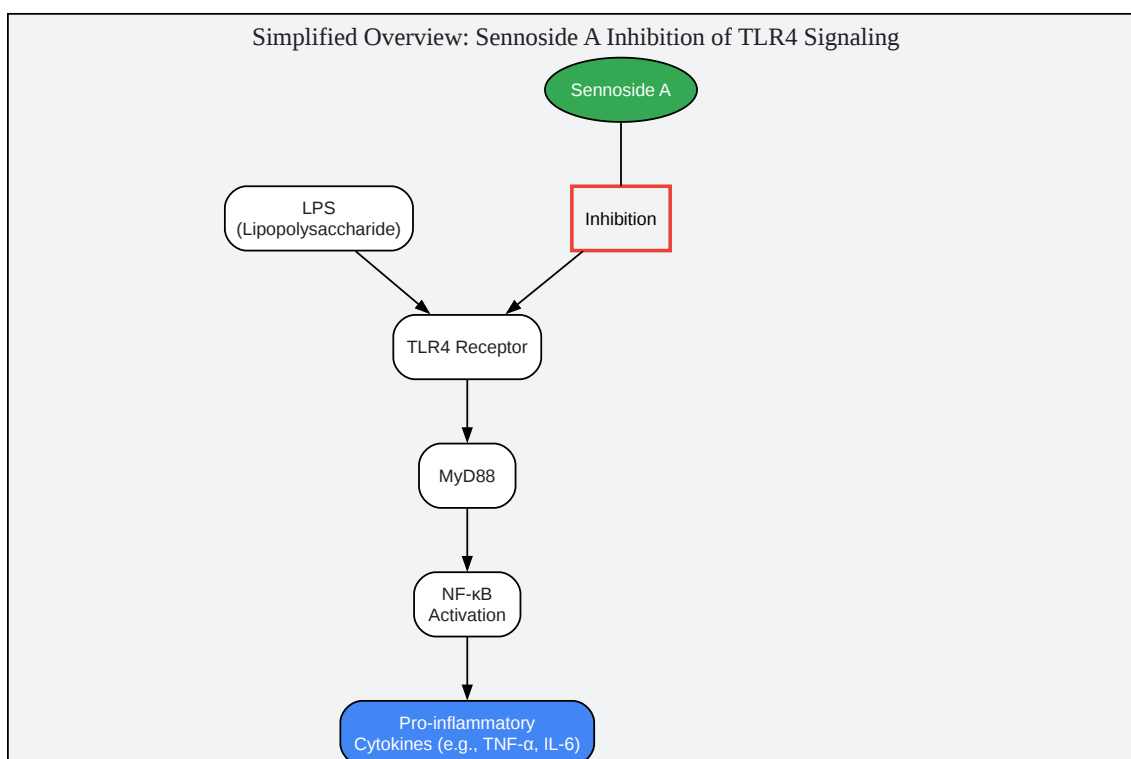 Simplified Overview: Sennoside A Inhibition of TLR4 Signaling
Sennoside A
LPS
(Lipopolysaccharide)
Inhibition
TLR4 Receptor
MyD88
NF-κB
Activation
Pro-inflammatory
Cytokines (e.g., TNF-α, IL-6)